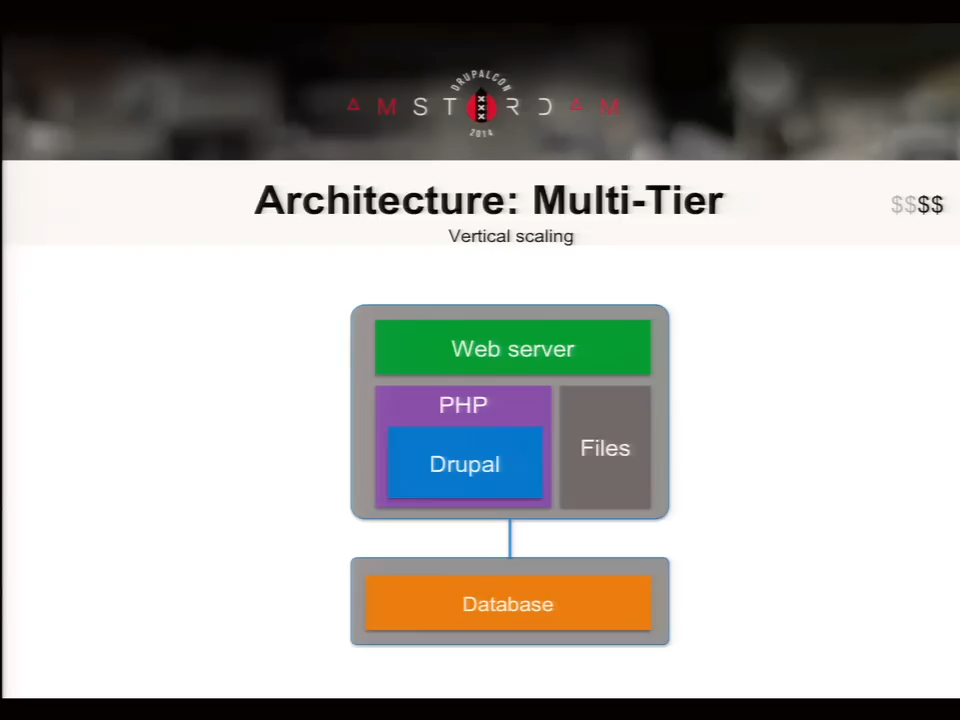 DRUPALCON
AMSTERDAM
2014
Architecture: Multi-Tier
$$$$
Vertical scaling
Web server
PHP
Files
Drupal
Database